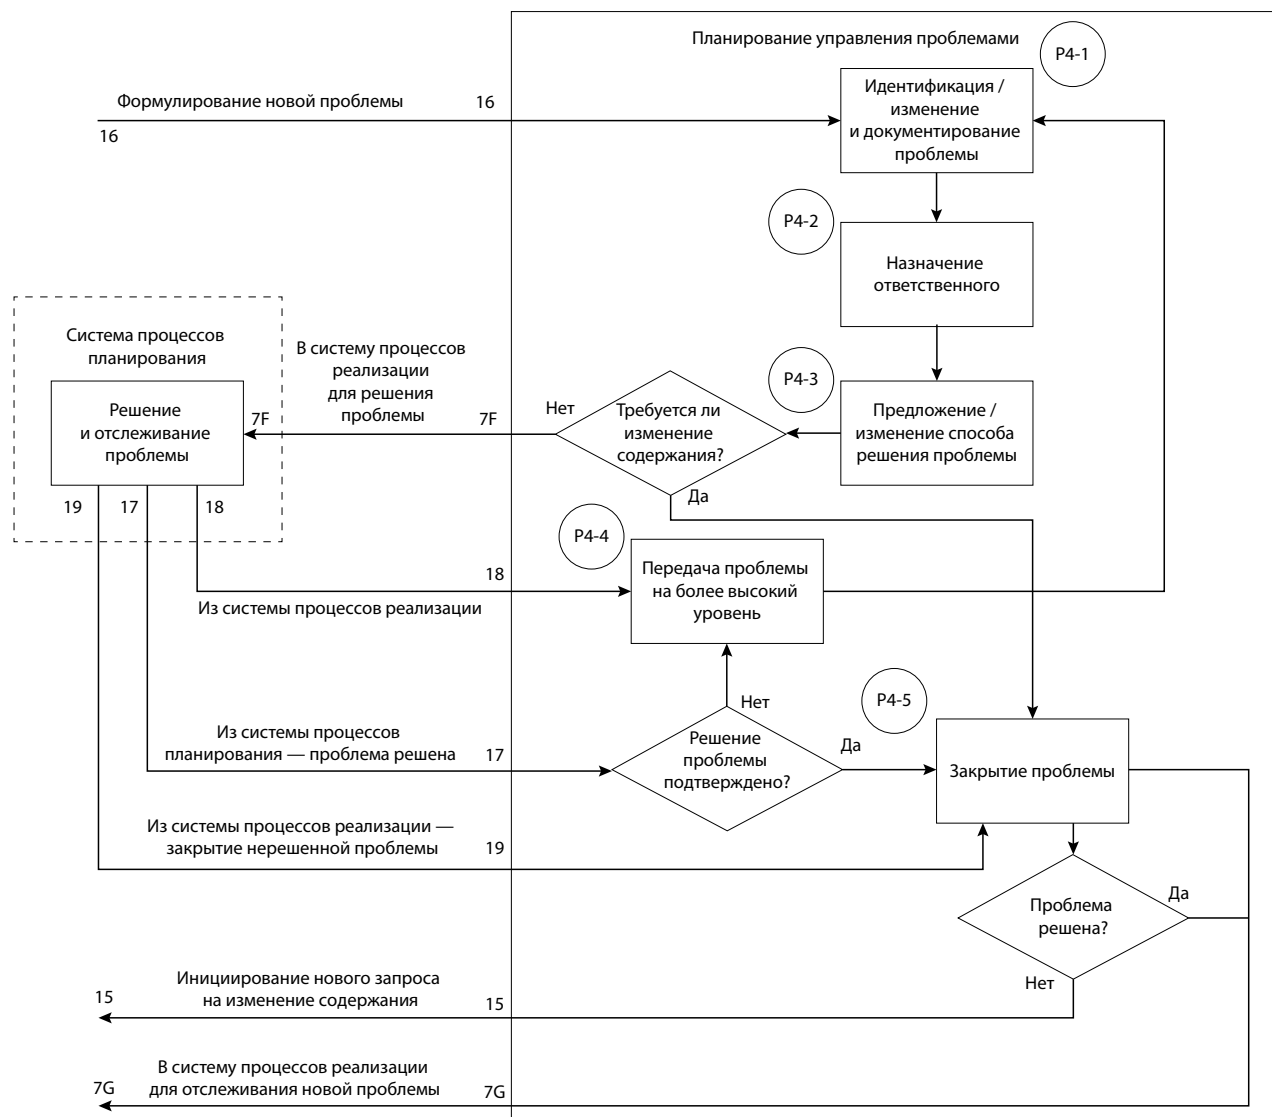 Планирование управления проблемами
P4-1
Идентификация /
изменение
и документирование
проблемы
Формулирование новой проблемы
16
16
P4-2
Назначение
ответственного
Система процессов
планирования
В систему процессов
реализации
для решения
проблемы
P4-3
Предложение /
изменение способа
решения проблемы
Требуется ли
изменение
содержания?
Нет
Да
7F
7F
Решение
и отслеживание
проблемы
19
17
18
P4-4
Передача проблемы
на более высокий
уровень
18
Из системы процессов реализации
Нет
P4-5
Из системы процессов
планирования — проблема решена
17
Решение
проблемы
подтверждено?
Да
Закрытие проблемы
Из системы процессов реализации —
закрытие нерешенной проблемы
19
Проблема
решена?
Да
Нет
Инициирование нового запроса
на изменение содержания
15
15
В систему процессов реализации
для отслеживания новой проблемы
7G
7G